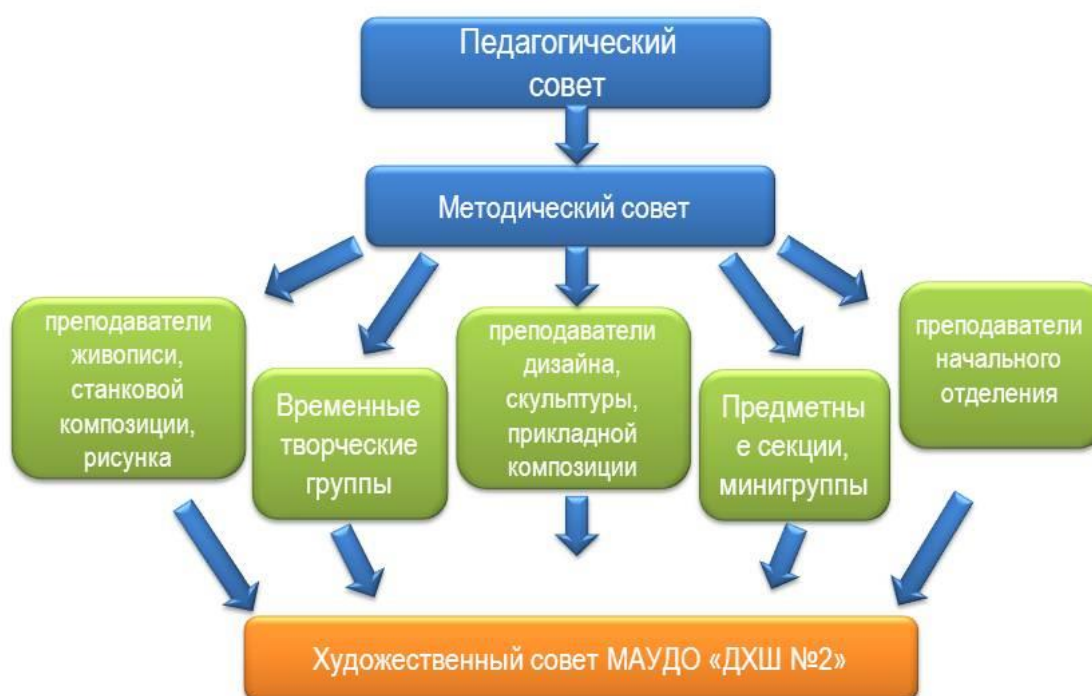 Педагогический
совет
Методический совет
преподаватели
живописи,
станковой
композиции,
рисунка
Временные
творческие
группы
преподаватели
дизайна,
скульптуры,
прикладной
композиции
Предметны
е секции,
минигруппы
преподаватели
начального
отделения
Художественный совет МАУДО «ДХШ №2»